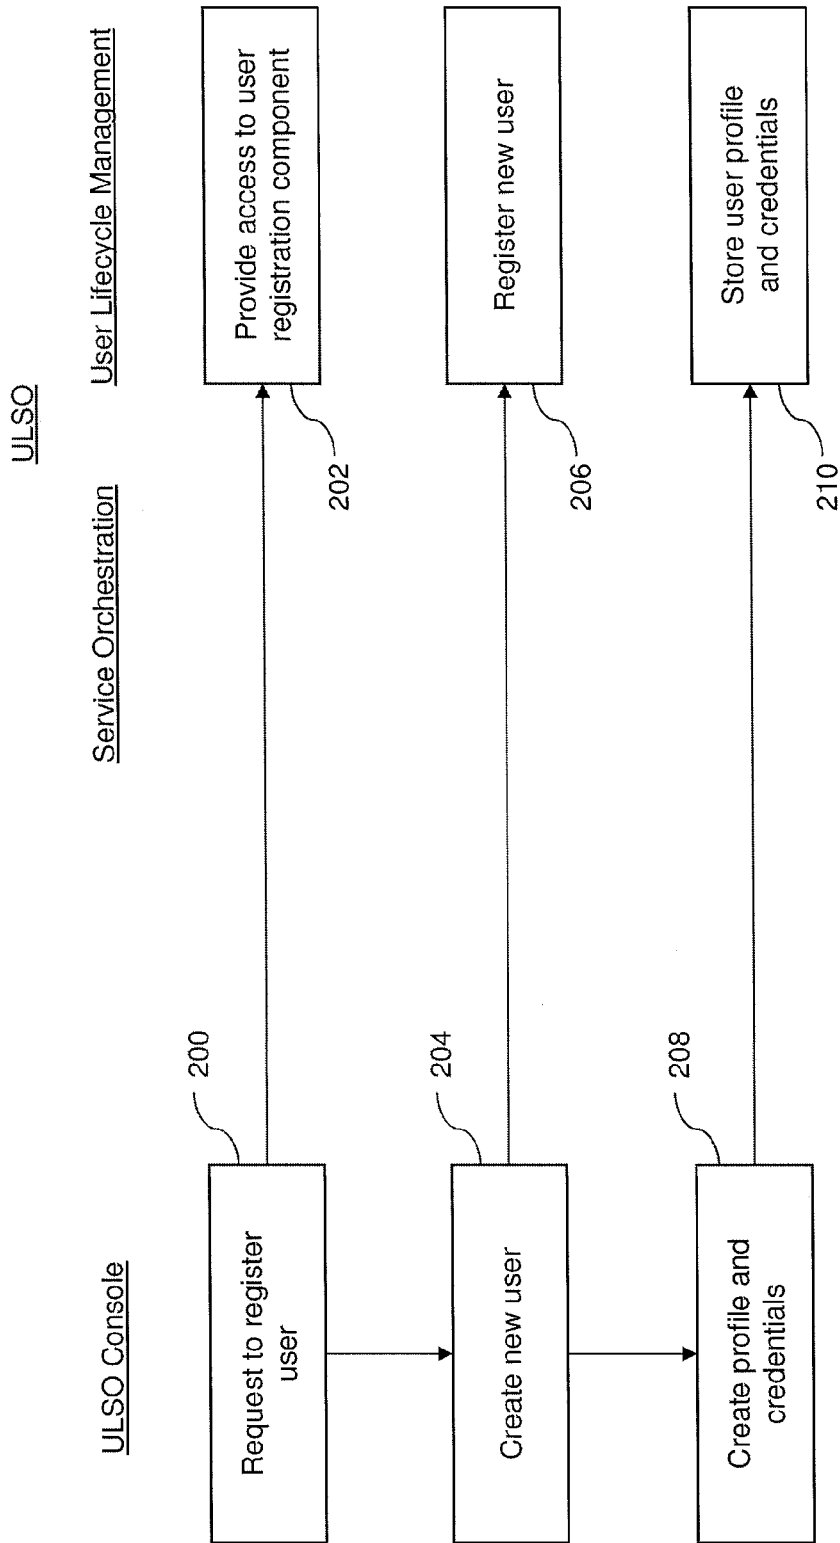 ULSO
ULSO Console
Service Orchestration
User Lifecycle Management
200
Request to register
user
Provide access to user
registration component
202
204
Create new user
Register new user
206
208
Create profile and
credentials
Store user profile
and credentials
210